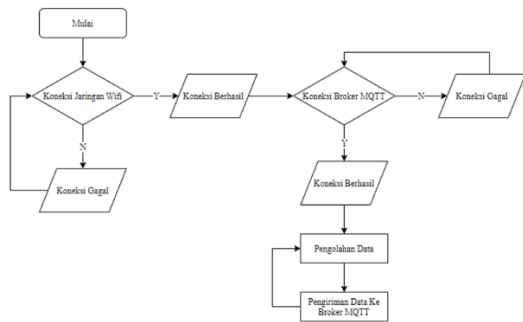 Mulai
Koneksi Jaringan Wifi
Y
Koneksi Berhasil
Koneksi Broker MQTT
N
Koneksi Gagal
N
Koneksi Gagal
Y
Koneksi Berhasil
Pengolahan Data
Pengiriman Data Ke
Broker MQTT